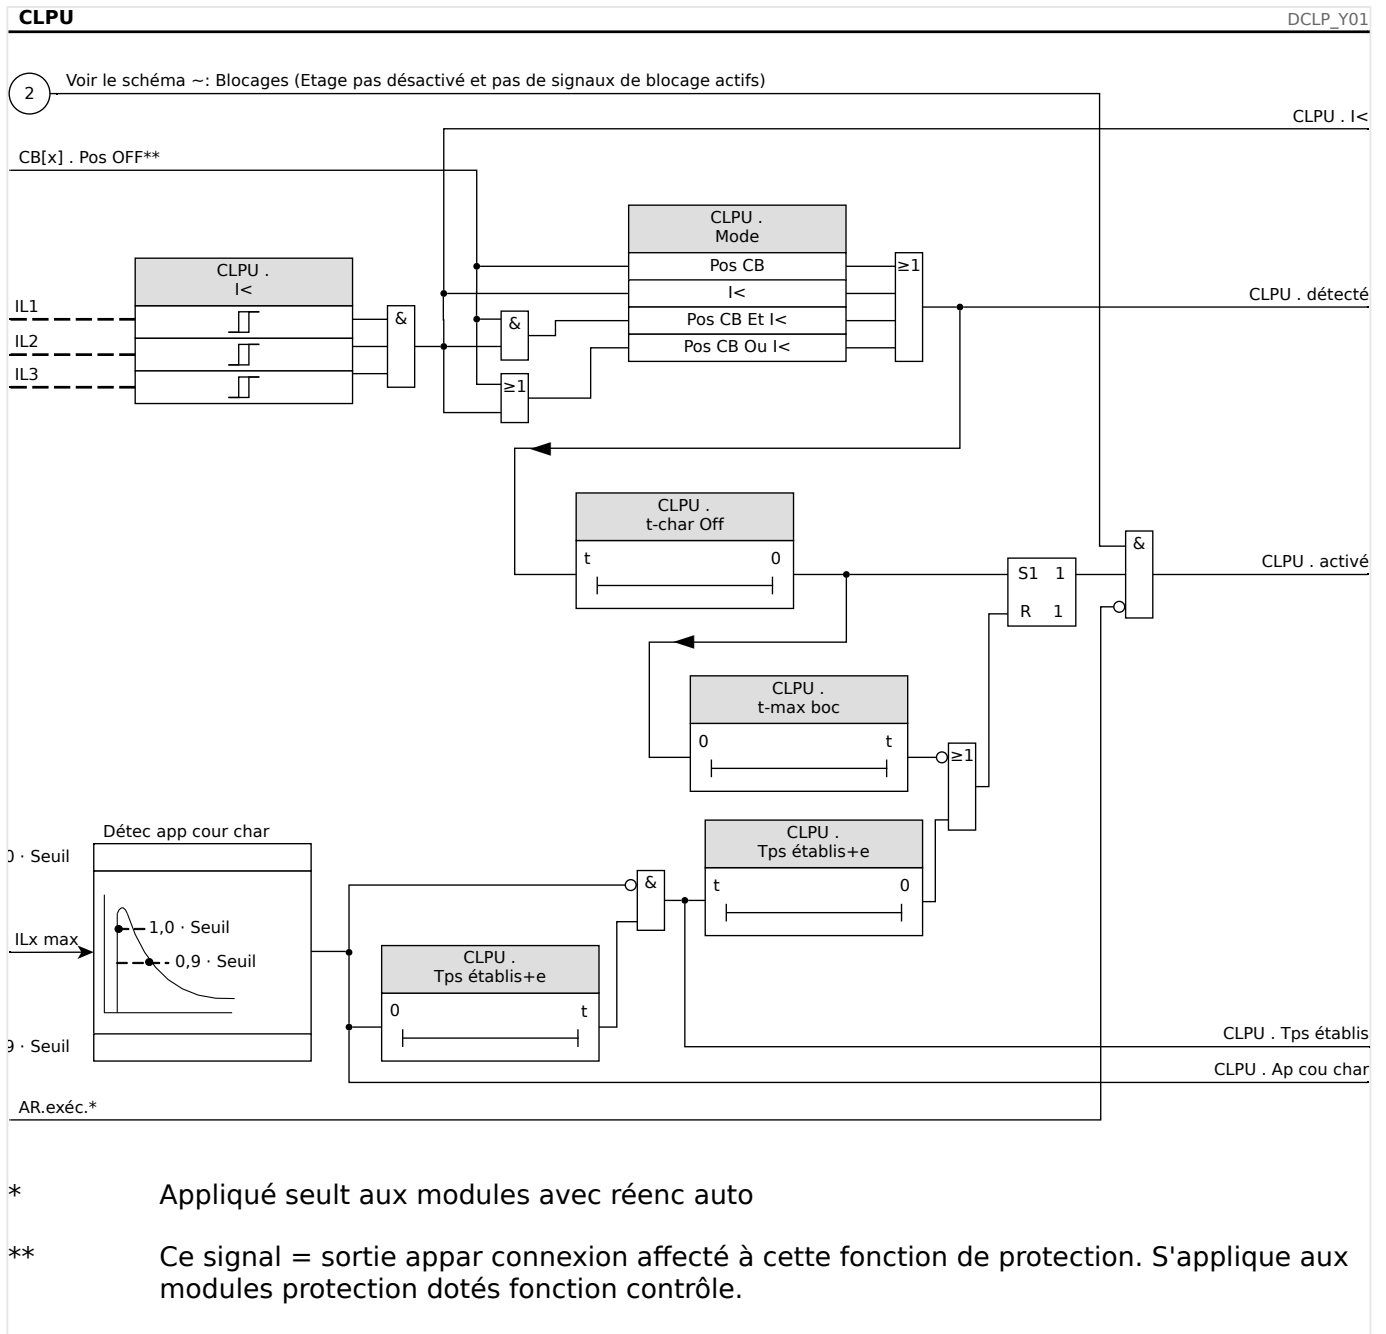 CLPU
DCLP_Y01
2
Voir le schéma ~: Blocages (Etage pas désactivé et pas de signaux de blocage actifs)
CLPU . I<
CB[x] . Pos OFF**
CLPU .
Mode
Pos CB
I<
Pos CB Et I<
Pos CB Ou I<
≥1
CLPU .
I<
IL1
IL2
IL3
&
&
≥1
CLPU . détecté
CLPU .
t-char Off
t 0
S1 1
R 1
&
CLPU . activé
CLPU .
t-max boc
0 t
≥1
CLPU .
Tps établis+e
t 0
Détec app cour char
0 · Seuil
1,0 · Seuil
0,9 · Seuil
ILx max
9 · Seuil
&
CLPU .
Tps établis+e
0 t
CLPU . Tps établis
CLPU . Ap cou char
AR.exéc.*
* Appliqué seult aux modules avec réenc auto
** Ce signal = sortie appar connexion affecté à cette fonction de protection. S'applique aux
modules protection dotés fonction contrôle.